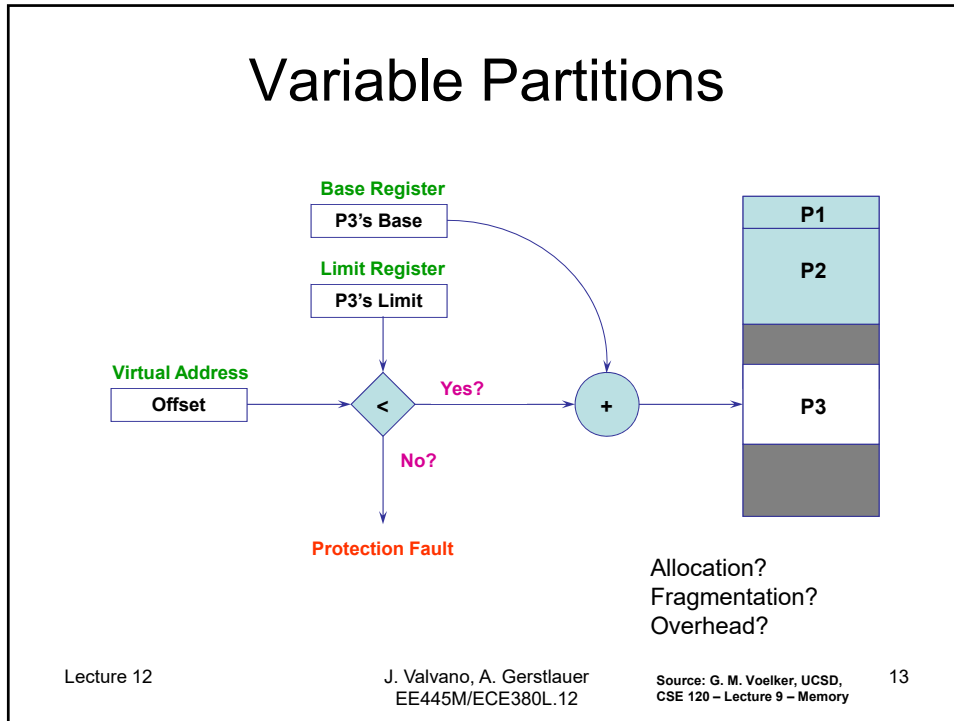 Variable Partitions
Base Register
P3's Base
Limit Register
P3's Limit
Virtual Address
Offset
<
Yes?
+
No?
Protection Fault
P1
P2
P3
Allocation?
Fragmentation?
Overhead?
Lecture 12
J. Valvano, A. Gerstlauer
EE445M/ECE380L.12
Source: G. M. Voelker, UCSD,
CSE 120 – Lecture 9 – Memory
13